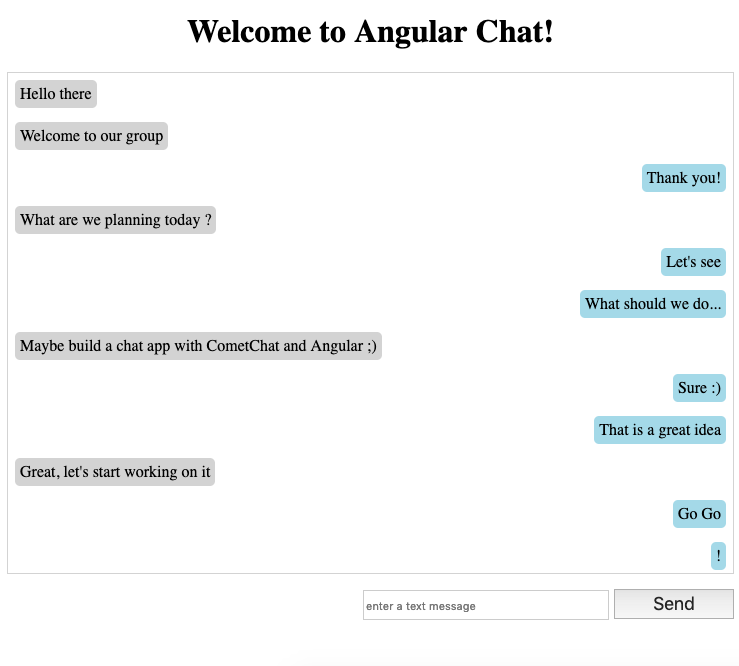 Welcome to Angular Chat!
Hello there
Welcome to our group
Thank you!
What are we planning today ?
Let's see
What should we do...
Maybe build a chat app with CometChat and Angular ;)
Sure :)
That is a great idea
Great, let's start working on it
Go Go
!
enter a text message
Send